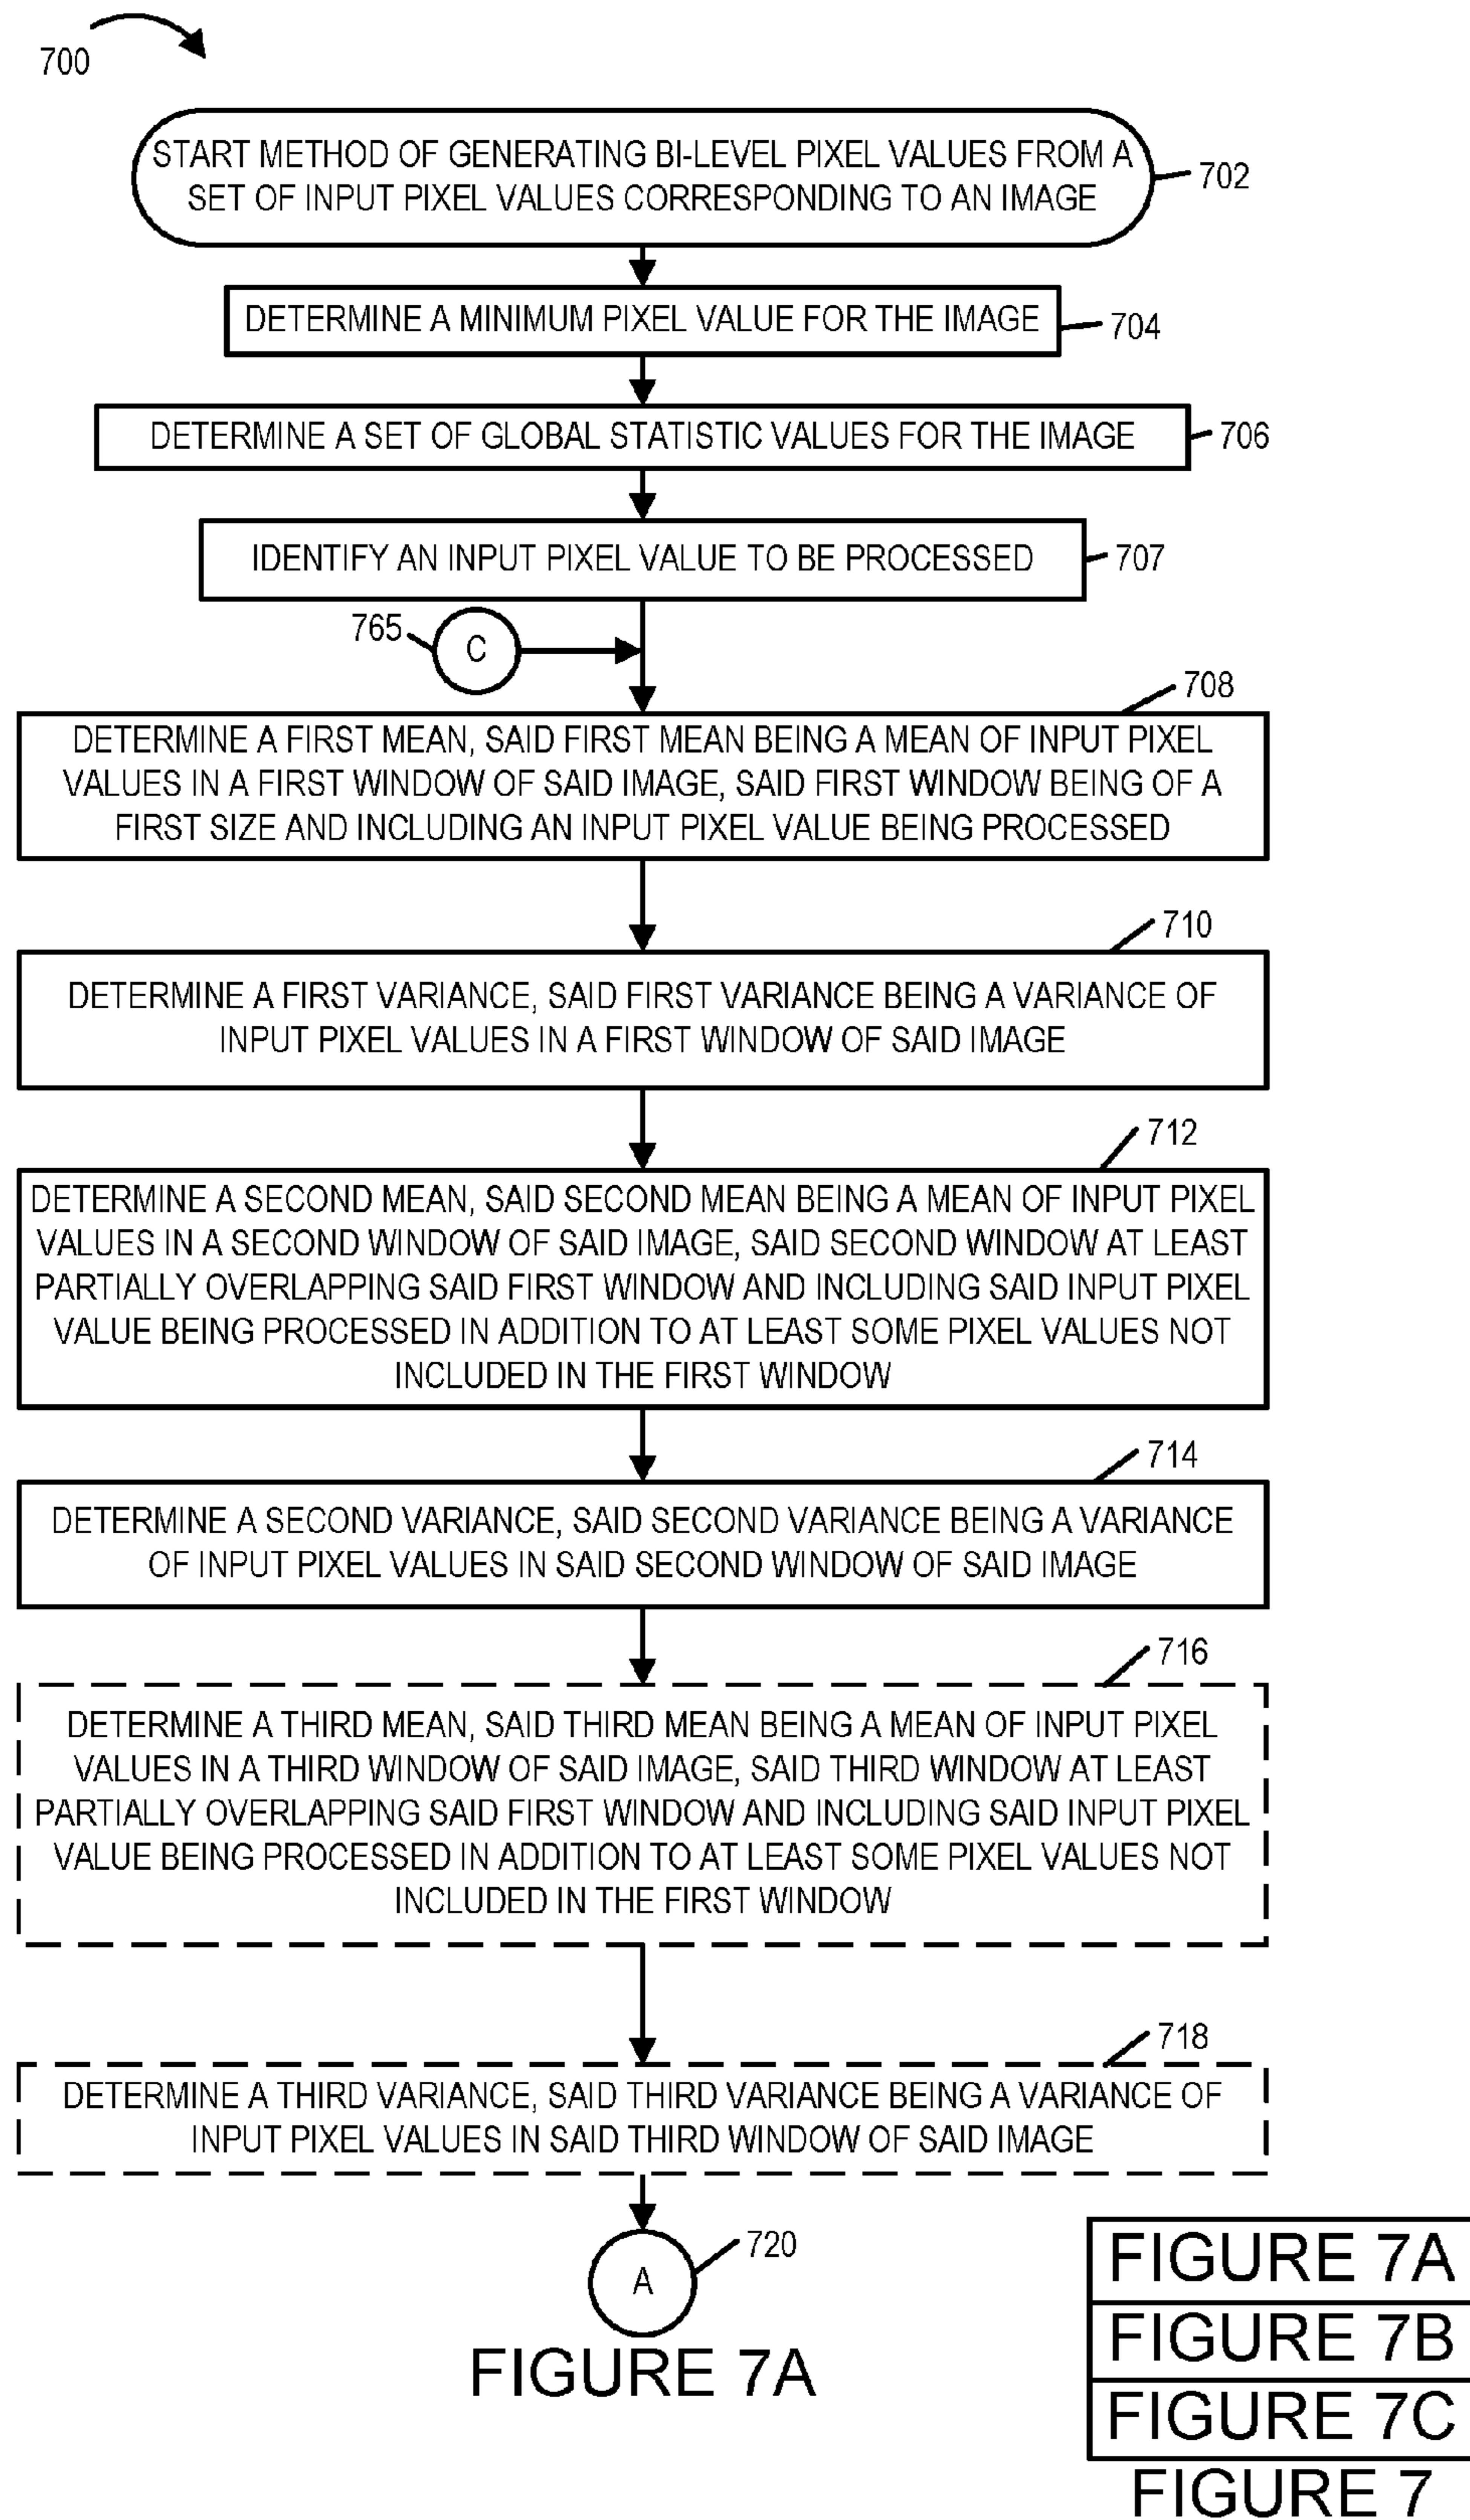 700
START METHOD OF GENERATING BI-LEVEL PIXEL VALUES FROM A
SET OF INPUT PIXEL VALUES CORRESPONDING TO AN IMAGE
702
DETERMINE A MINIMUM PIXEL VALUE FOR THE IMAGE
704
DETERMINE A SET OF GLOBAL STATISTIC VALUES FOR THE IMAGE
706
IDENTIFY AN INPUT PIXEL VALUE TO BE PROCESSED
707
765
C
708
DETERMINE A FIRST MEAN, SAID FIRST MEAN BEING A MEAN OF INPUT PIXEL
VALUES IN A FIRST WINDOW OF SAID IMAGE, SAID FIRST WINDOW BEING OF A
FIRST SIZE AND INCLUDING AN INPUT PIXEL VALUE BEING PROCESSED
710
DETERMINE A FIRST VARIANCE, SAID FIRST VARIANCE BEING A VARIANCE OF
INPUT PIXEL VALUES IN A FIRST WINDOW OF SAID IMAGE
712
DETERMINE A SECOND MEAN, SAID SECOND MEAN BEING A MEAN OF INPUT PIXEL
VALUES IN A SECOND WINDOW OF SAID IMAGE, SAID SECOND WINDOW AT LEAST
PARTIALLY OVERLAPPING SAID FIRST WINDOW AND INCLUDING SAID INPUT PIXEL
VALUE BEING PROCESSED IN ADDITION TO AT LEAST SOME PIXEL VALUES NOT
INCLUDED IN THE FIRST WINDOW
714
DETERMINE A SECOND VARIANCE, SAID SECOND VARIANCE BEING A VARIANCE
OF INPUT PIXEL VALUES IN SAID SECOND WINDOW OF SAID IMAGE
716
DETERMINE A THIRD MEAN, SAID THIRD MEAN BEING A MEAN OF INPUT PIXEL
VALUES IN A THIRD WINDOW OF SAID IMAGE, SAID THIRD WINDOW AT LEAST
PARTIALLY OVERLAPPING SAID FIRST WINDOW AND INCLUDING SAID INPUT PIXEL
VALUE BEING PROCESSED IN ADDITION TO AT LEAST SOME PIXEL VALUES NOT
INCLUDED IN THE FIRST WINDOW
718
DETERMINE A THIRD VARIANCE, SAID THIRD VARIANCE BEING A VARIANCE OF
INPUT PIXEL VALUES IN SAID THIRD WINDOW OF SAID IMAGE
720
A
FIGURE 7A
FIGURE 7A
FIGURE 7B
FIGURE 7C
FIGURE 7